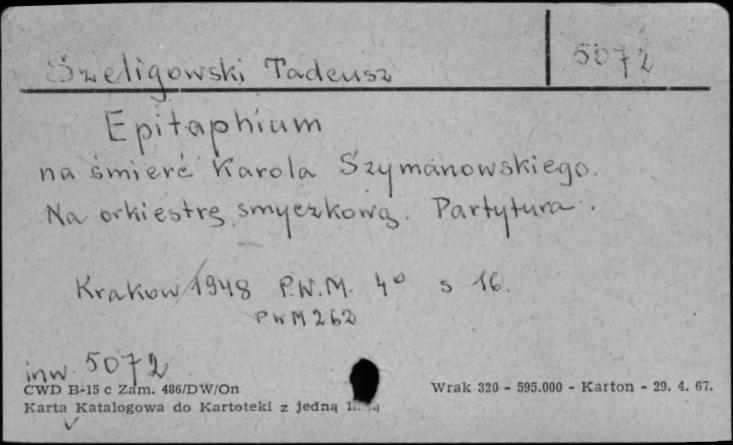 Szeligowski Tadeusz 5072
Epitaphium
na śmierć Karola Szymanowskiego.
Na orkiestrę smyczkową. Partytura.
Krakow 1948 P.W.M. 4° s 16.
PWM 262
inw. 5072
CWD B-15 c Zam. 486/DW/On Wrak 320 - 595.000 - Karton - 29. 4. 67.
Karta Katalogowa do Kartoteki z jedną